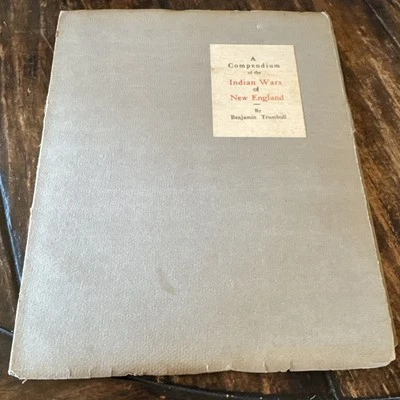 A
Compendium
of the
Indian Wars
of
New England
By
Benjamin Trumbull